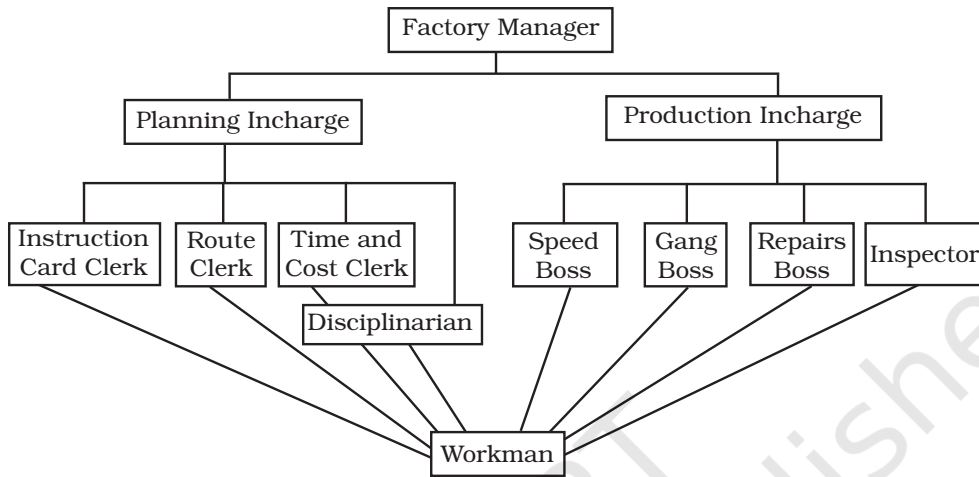 Factory Manager
Planning Incharge
Production Incharge
Instruction
Card Clerk
Route
Clerk
Time and
Cost Clerk
Disciplinarian
Speed
Boss
Gang
Boss
Repairs
Boss
Inspector
Workman